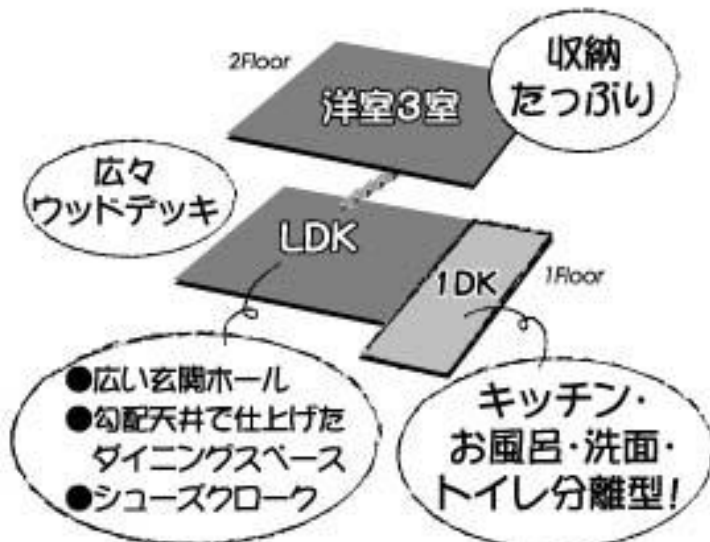 2Floor
洋室3室
収納
たっぷり
広々
ウッドデッキ
LDK
1DK
1Floor
●広い玄関ホール
●勾配天井で仕上げた
ダイニングスペース
●シューズクローク
キッチン・
お風呂・洗面・
トイレ分離型!